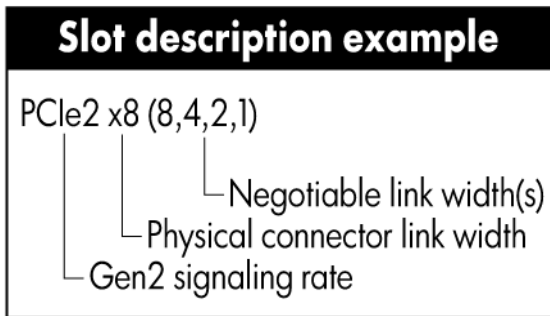 Slot description example
PCIe2 x8 (8,4,2,1)
Negotiable link width(s)
Physical connector link width
Gen2 signaling rate